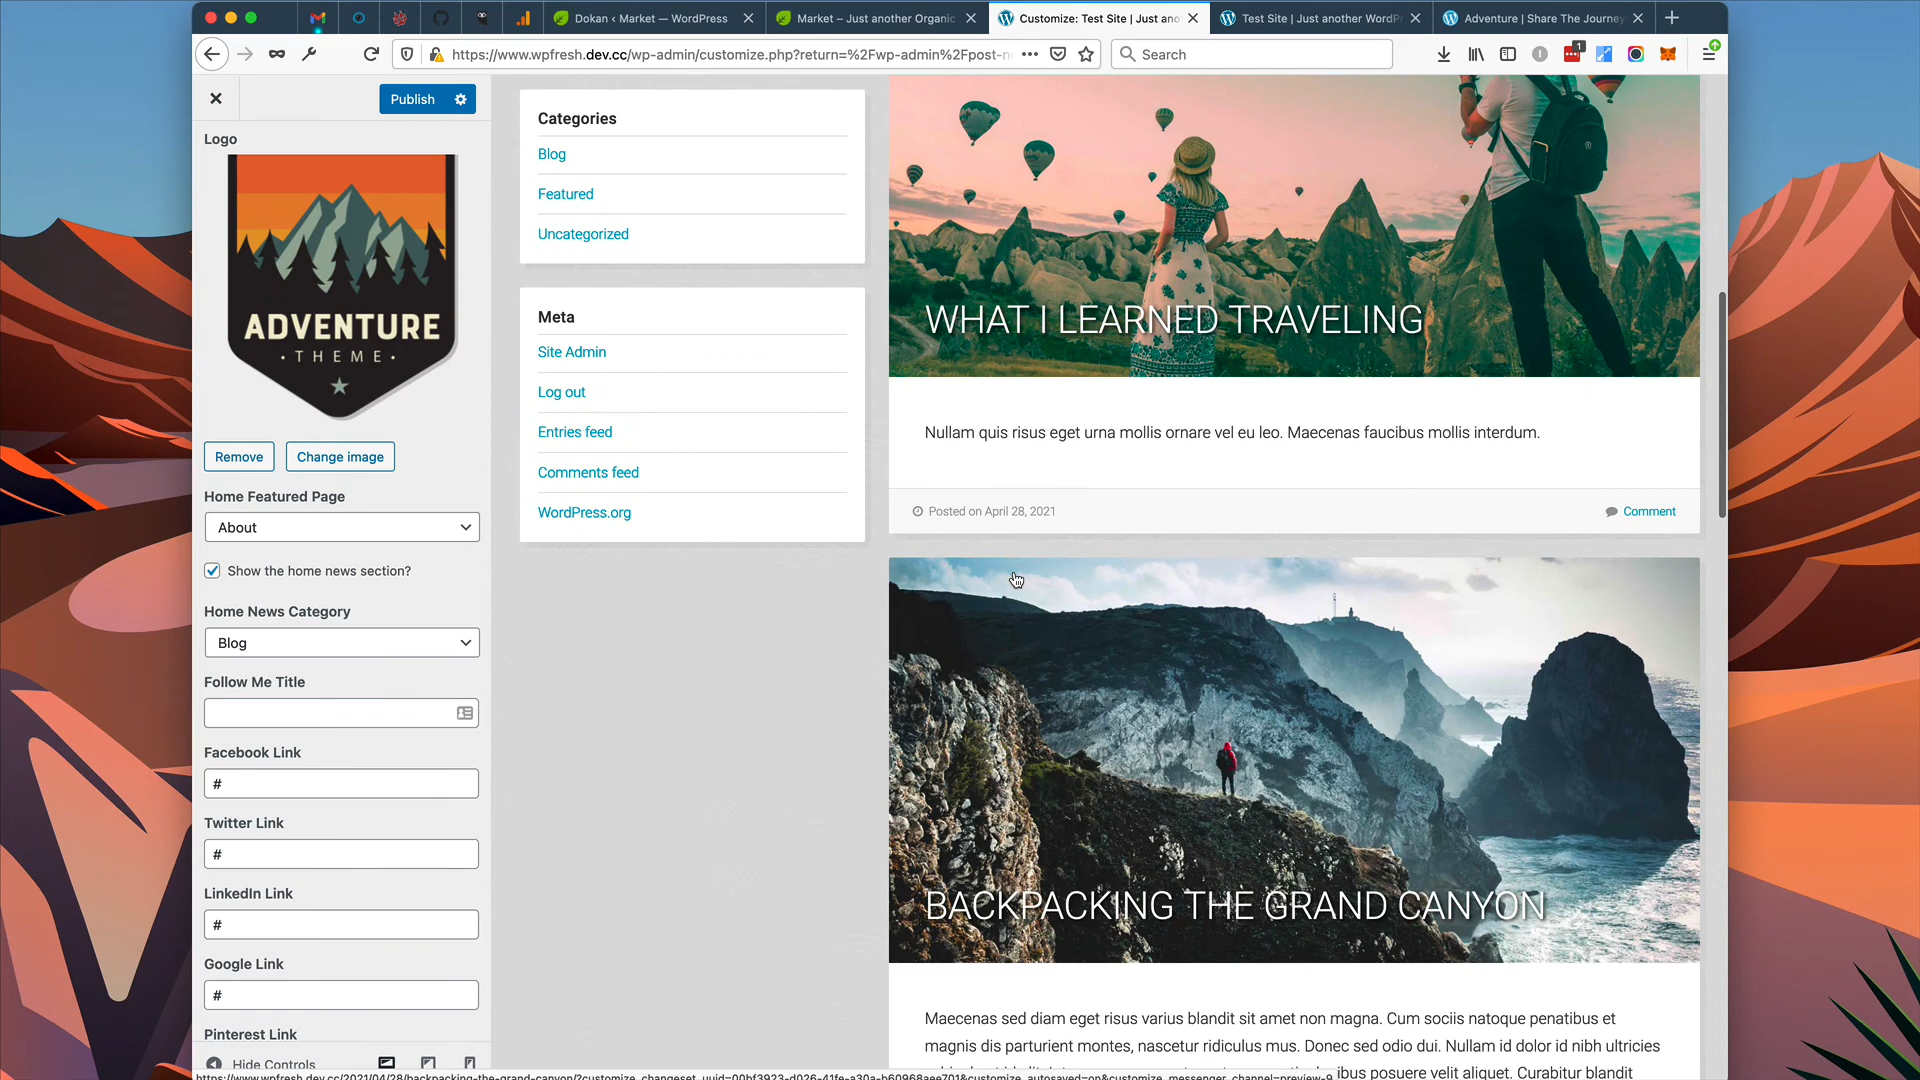 Dokan ‹ Market — WordPress
Market – Just another Organic
Customize: Test Site | Just ano
Test Site | Just another WordP
Adventure | Share The Journey
https://www.wpfresh.dev.cc/wp-admin/customize.php?return=%2Fwp-admin%2Fpost-n
Search
1
Publish
Logo
ADVENTURE
· THEME ·
Remove
Change image
Home Featured Page
About
Show the home news section?
Home News Category
Blog
Follow Me Title
Facebook Link
#
Twitter Link
#
LinkedIn Link
#
Google Link
#
Pinterest Link
Hide Controls
Categories
Blog
Featured
Uncategorized
Meta
Site Admin
Log out
Entries feed
Comments feed
WordPress.org
WHAT I LEARNED TRAVELING
Nullam quis risus eget urna mollis ornare vel eu leo. Maecenas faucibus mollis interdum.
Posted on April 28, 2021
Comment
BACKPACKING THE GRAND CANYON
Maecenas sed diam eget risus varius blandit sit amet non magna. Cum sociis natoque penatibus et
magnis dis parturient montes, nascetur ridiculus mus. Donec sed odio dui. Nullam id dolor id nibh ultricies
ibus posuere velit aliquet. Curabitur blandit